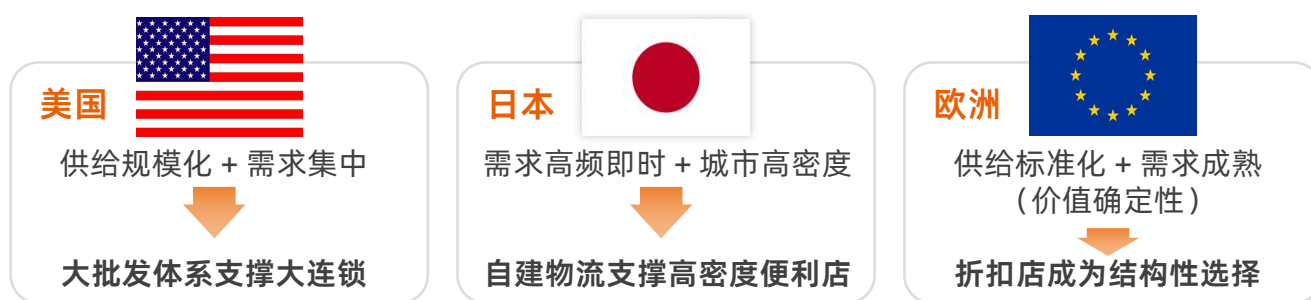 美国
供给规模化 + 需求集中
大批发体系支撑大连锁
日本
需求高频即时 + 城市高密度
自建物流支撑高密度便利店
欧洲
供给标准化 + 需求成熟
（价值确定性）
折扣店成为结构性选择